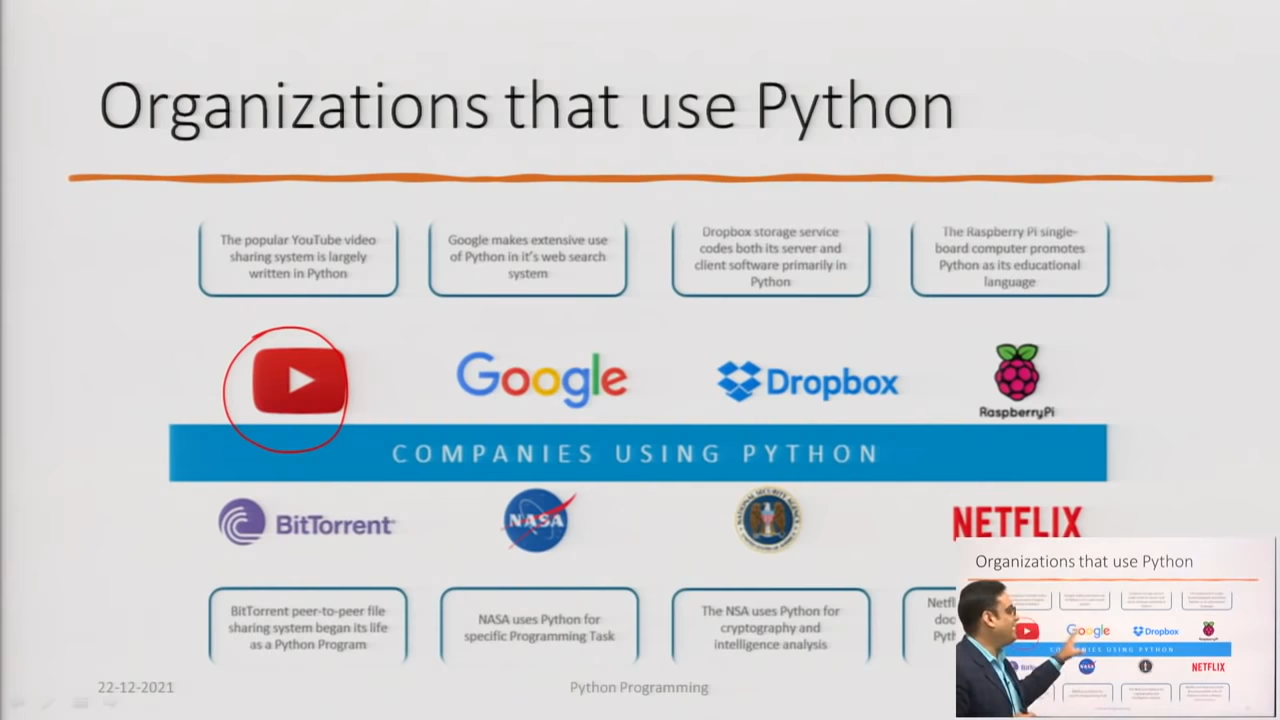 Organizations that use Python
The popular YouTube video
sharing system is largely
written in Python
Google makes extensive use
of Python in it's web search
system
Dropbox storage service
codes both its server and
client software primarily in
Python
The Raspberry Pi single-
board computer promotes
Python as its educational
language
Google
Dropbox
RaspberryPi
COMPANIES USING PYTHON
BitTorrent
NASA
NATIONAL SECURITY AGENCY
NETFLIX
BitTorrent peer-to-peer file
sharing system began its life
as a Python Program
NASA uses Python for
specific Programming Task
The NSA uses Python for
cryptography and
intelligence analysis
22-12-2021
Python Programming
Organizations that use Python
Google
Dropbox
COMPANIES USING PYTHON
NASA
NETFLIX